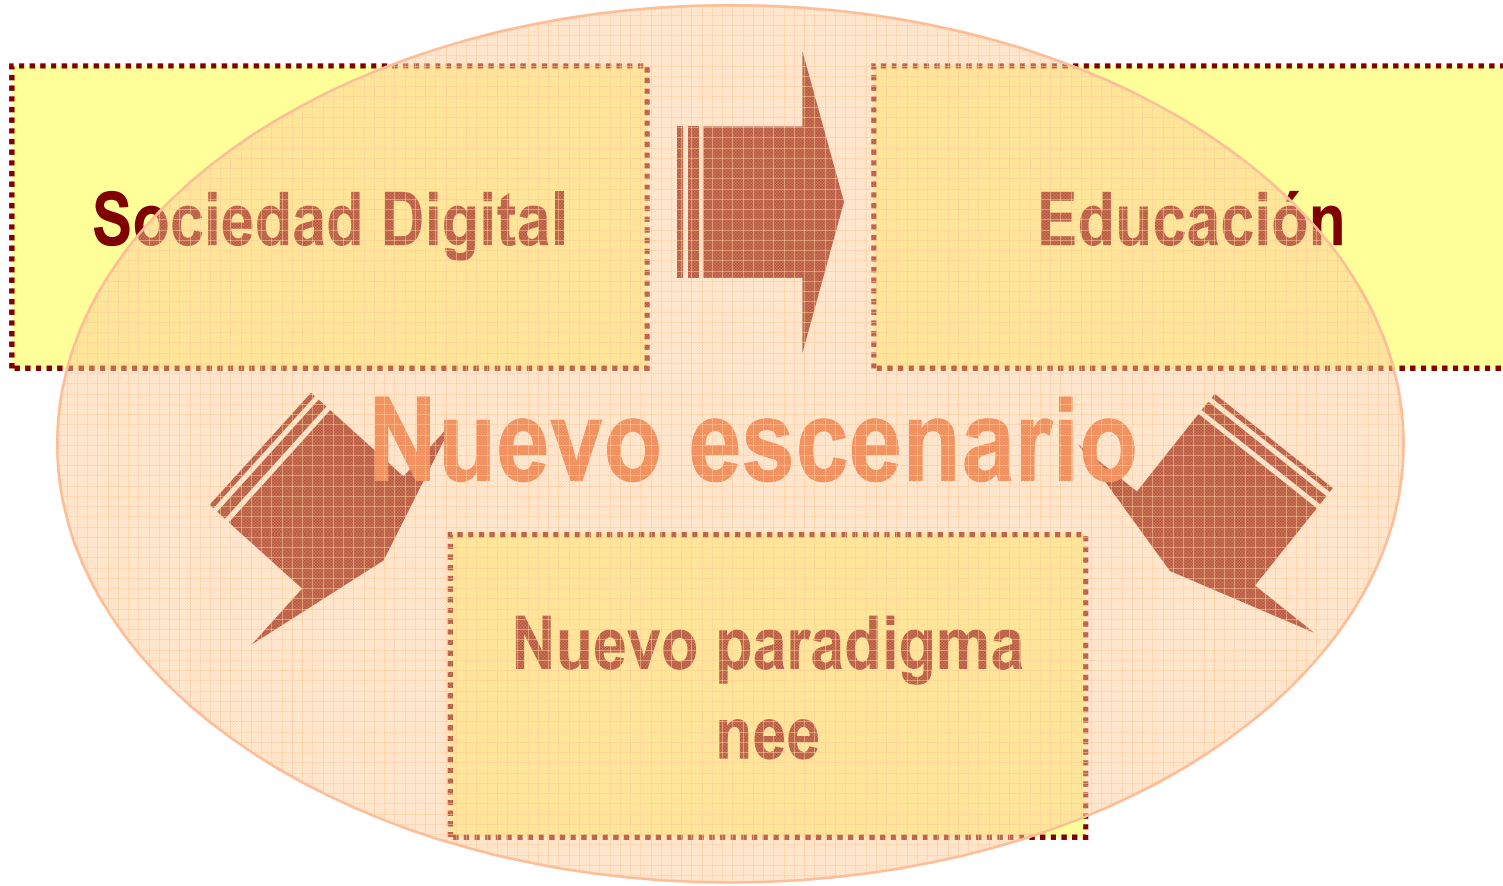 Sociedad Digital
Educación
Nuevo escenario
Nuevo paradigma
nee